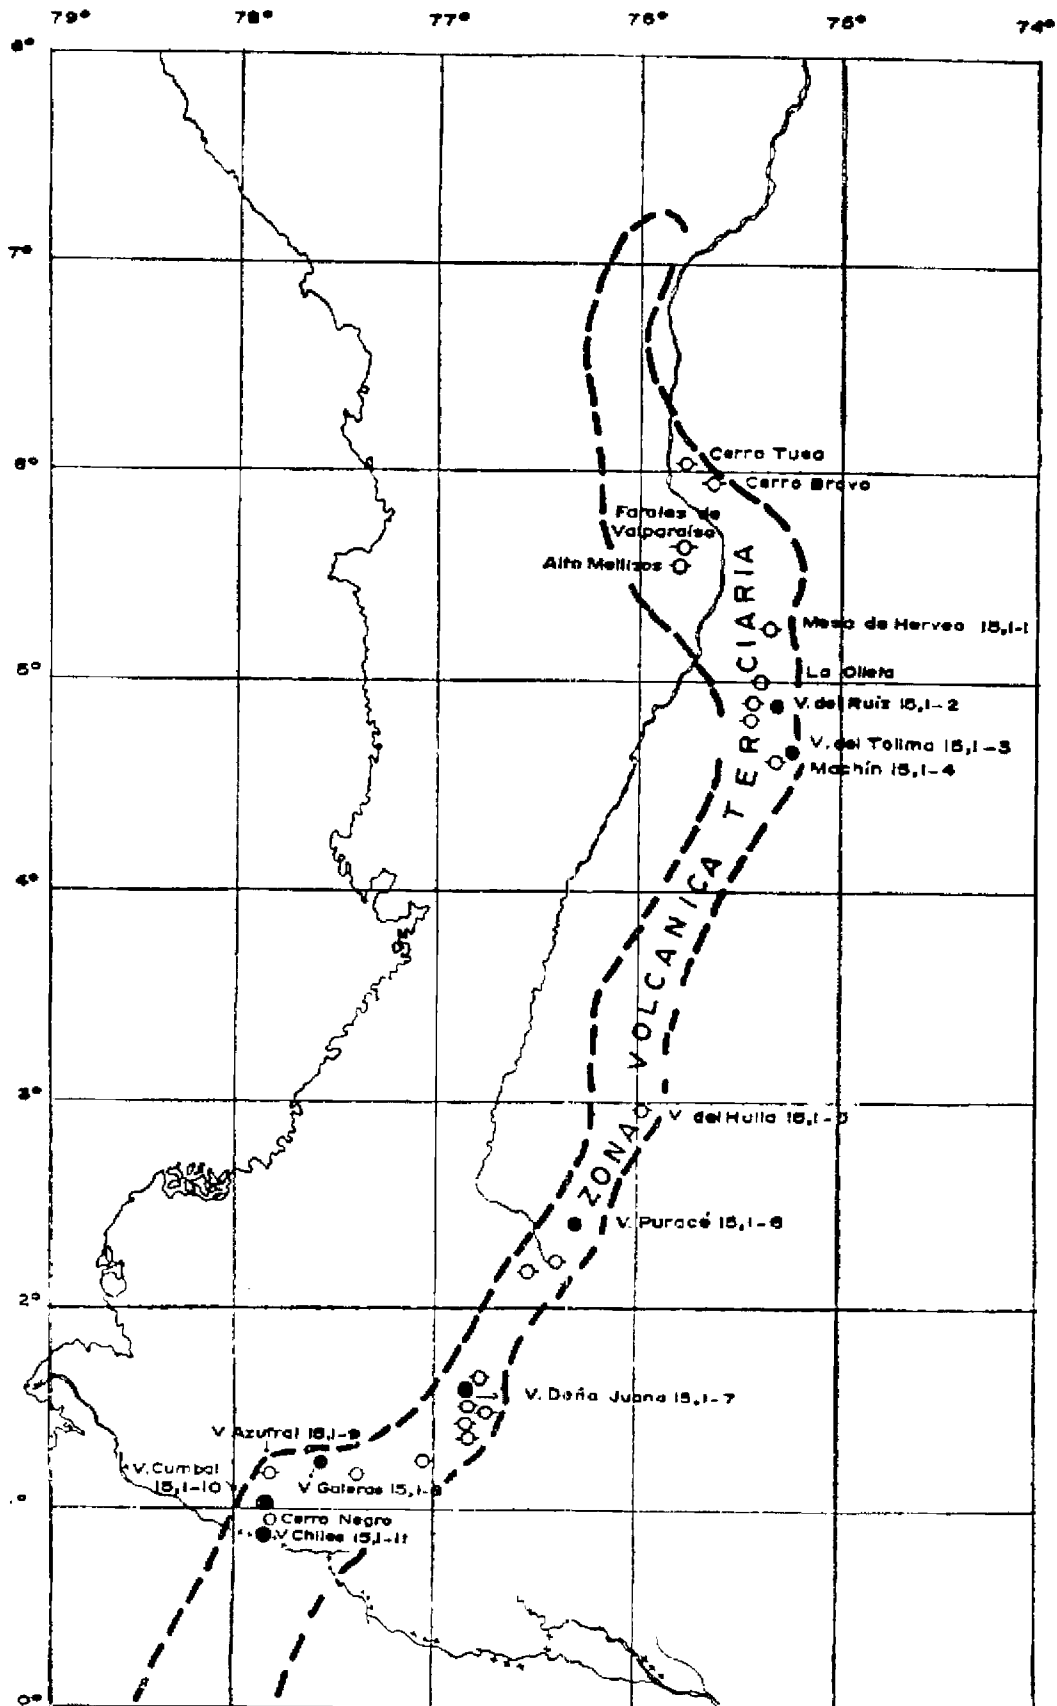 79° 78° 77° 76° 75° 74°
8°
7°
6°
Cerro Tusa
Cerro Bravo
Farales de
Valparaíso
Alto Mellizos
Mesa de Herveo 15,1-1
5°
La Olleta
V. del Ruiz 15,1-2
V. del Tolima 15,1-3
Machín 15,1-4
4°
ZONA VOLCANICA TERCIARIA
3°
V. del Huila 15,1-5
V. Puracé 15,1-6
2°
V. Doña Juana 15,1-7
V Azufral 15,1-9
V. Cumbal
15,1-10
V Galeras 15,1-8
Cerro Negro
V Chiles 15,1-11
0°